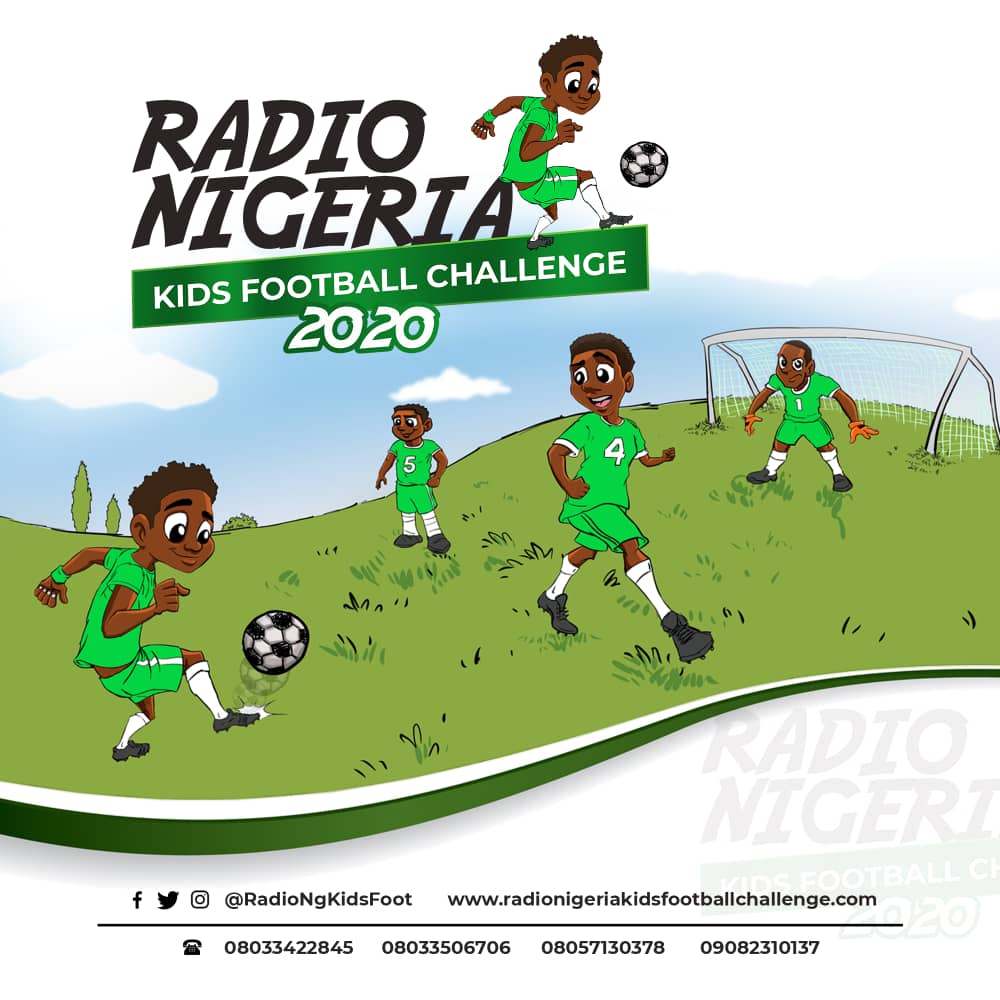 RADIO
NIGERIA
KIDS FOOTBALL CHALLENGE
2020
5
4
1
RADIO
NIGERIA
KIDS FOOTBALL CH
2020
@RadioNgKidsFoot www.radionigeriakidsfootballchallenge.com
08033422845 08033506706 08057130378 09082310137